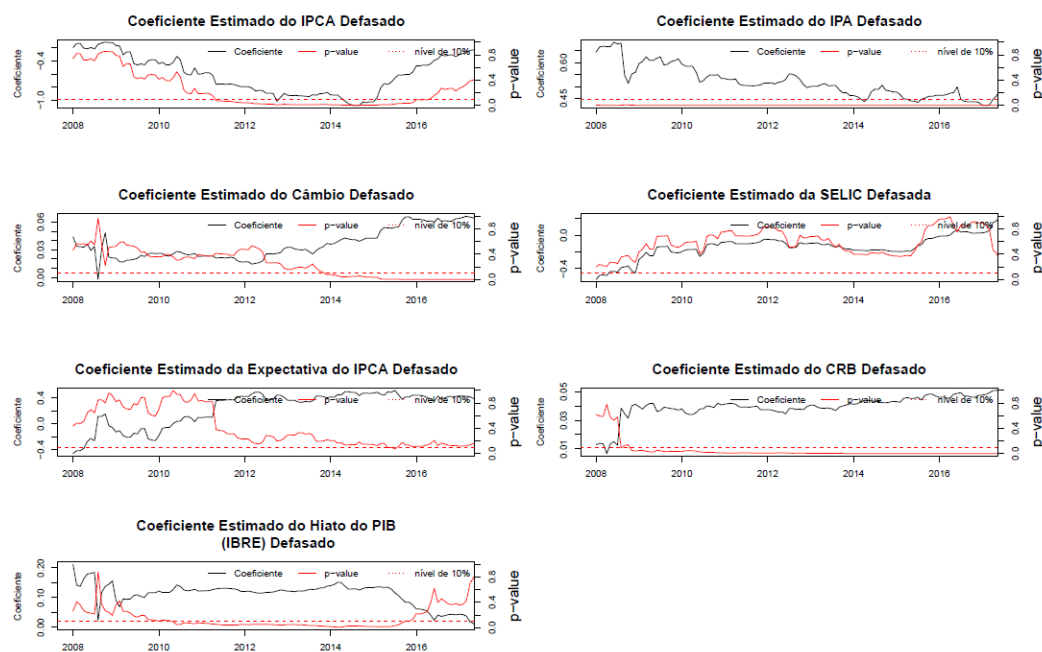 Coeficiente Estimado do IPCA Defasado
Coeficiente
−0.4
−1.0
Coeficiente p−value nível de 10%
0.8
0.4
0.0
p−value
2008 2010 2012 2014 2016
Coeficiente Estimado do IPA Defasado
Coeficiente
0.60
0.45
Coeficiente p−value nível de 10%
0.8
0.4
0.0
p−value
2008 2010 2012 2014 2016
Coeficiente Estimado do Câmbio Defasado
Coeficiente
0.06
0.03
0.00
Coeficiente p−value nível de 10%
0.8
0.4
0.0
p−value
2008 2010 2012 2014 2016
Coeficiente Estimado da SELIC Defasada
Coeficiente
0.0
−0.4
Coeficiente p−value nível de 10%
0.8
0.4
0.0
p−value
2008 2010 2012 2014 2016
Coeficiente Estimado da Expectativa do IPCA Defasado
Coeficiente
0.4
0.0
−0.4
Coeficiente p−value nível de 10%
0.8
0.4
0.0
p−value
2008 2010 2012 2014 2016
Coeficiente Estimado do CRB Defasado
Coeficiente
0.05
0.03
0.01
Coeficiente p−value nível de 10%
0.8
0.4
0.0
p−value
2008 2010 2012 2014 2016
Coeficiente Estimado do Hiato do PIB
(IBRE) Defasado
Coeficiente
0.20
0.10
0.00
Coeficiente p−value nível de 10%
0.8
0.4
0.0
p−value
2008 2010 2012 2014 2016